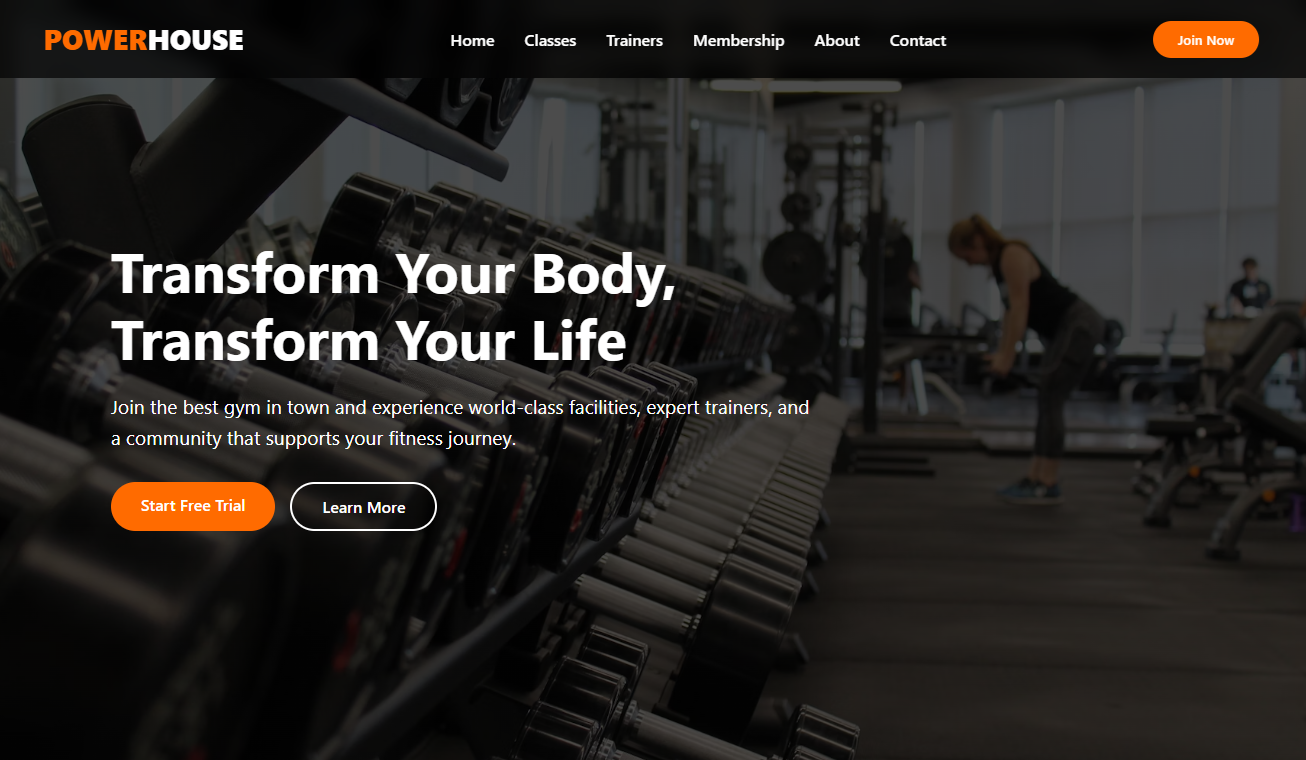 POWERHOUSE
Home Classes Trainers Membership About Contact
Join Now
Transform Your Body,
Transform Your Life
Join the best gym in town and experience world-class facilities, expert trainers, and
a community that supports your fitness journey.
Start Free Trial
Learn More